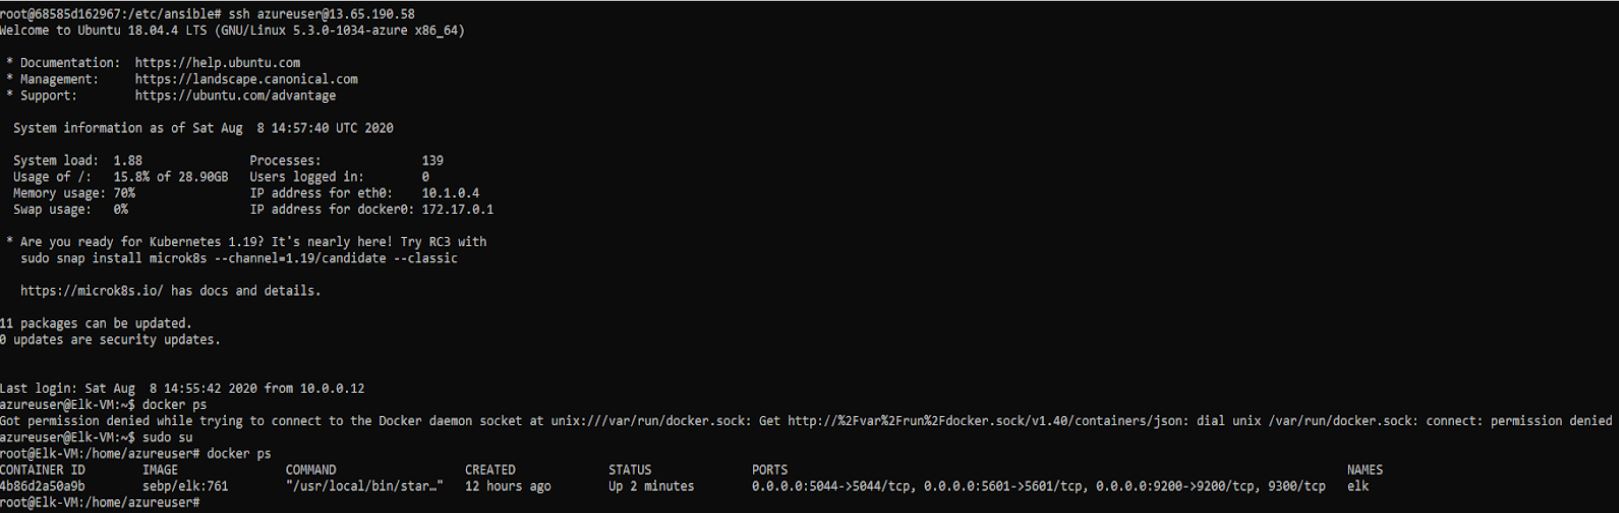 root@68585d162967:/etc/ansible# ssh azureuser@13.65.190.58
Welcome to Ubuntu 18.04.4 LTS (GNU/Linux 5.3.0-1034-azure x86_64)
* Documentation:  https://help.ubuntu.com
* Management:     https://landscape.canonical.com
* Support:        https://ubuntu.com/advantage
System information as of Sat Aug  8 14:57:40 UTC 2020
System load:  1.88               Processes:              139
Usage of /:   15.8% of 28.90GB   Users logged in:        0
Memory usage: 70%                IP address for eth0:    10.1.0.4
Swap usage:   0%                 IP address for docker0: 172.17.0.1
* Are you ready for Kubernetes 1.19? It's nearly here! Try RC3 with
sudo snap install microk8s --channel=1.19/candidate --classic
https://microk8s.io/ has docs and details.
11 packages can be updated.
0 updates are security updates.
Last login: Sat Aug  8 14:55:42 2020 from 10.0.0.12
azureuser@Elk-VM:~$ docker ps
Got permission denied while trying to connect to the Docker daemon socket at unix:///var/run/docker.sock: Get http://%2Fvar%2Frun%2Fdocker.sock/v1.40/containers/json: dial unix /var/run/docker.sock: connect: permission denied
azureuser@Elk-VM:~$ sudo su
root@Elk-VM:/home/azureuser# docker ps
CONTAINER ID        IMAGE               COMMAND                  CREATED             STATUS              PORTS                                                                              NAMES
4b86d2a50a9b        sebp/elk:761        "/usr/local/bin/star…"   12 hours ago        Up 2 minutes        0.0.0.0:5044->5044/tcp, 0.0.0.0:5601->5601/tcp, 0.0.0.0:9200->9200/tcp, 9300/tcp   elk
root@Elk-VM:/home/azureuser#